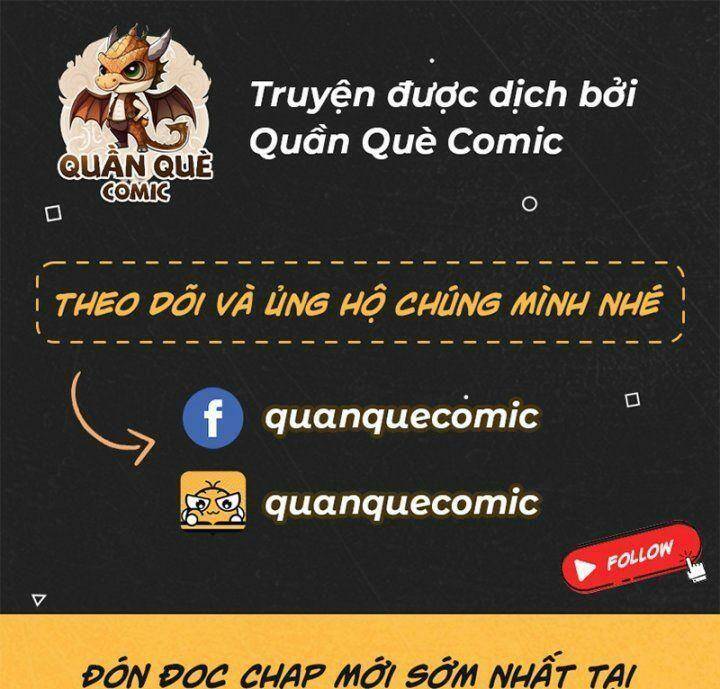 QUẦN QUÈ
COMIC
Truyện được dịch bởi
Quần Què Comic
THEO DÕI VÀ ỦNG HỘ CHÚNG MÌNH NHÉ
f quanquecomic
quanquecomic
FOLLOW
ĐÓN ĐỌC CHAP MỚI SỚM NHẤT TẠI